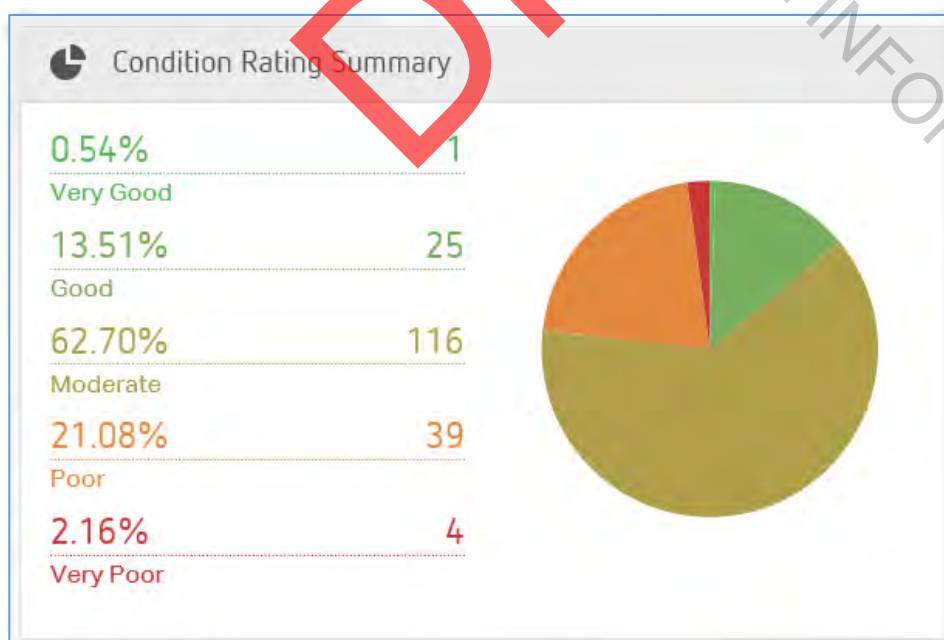 Condition Rating Summary
0.54% 1
Very Good
13.51% 25
Good
62.70% 116
Moderate
21.08% 39
Poor
2.16% 4
Very Poor